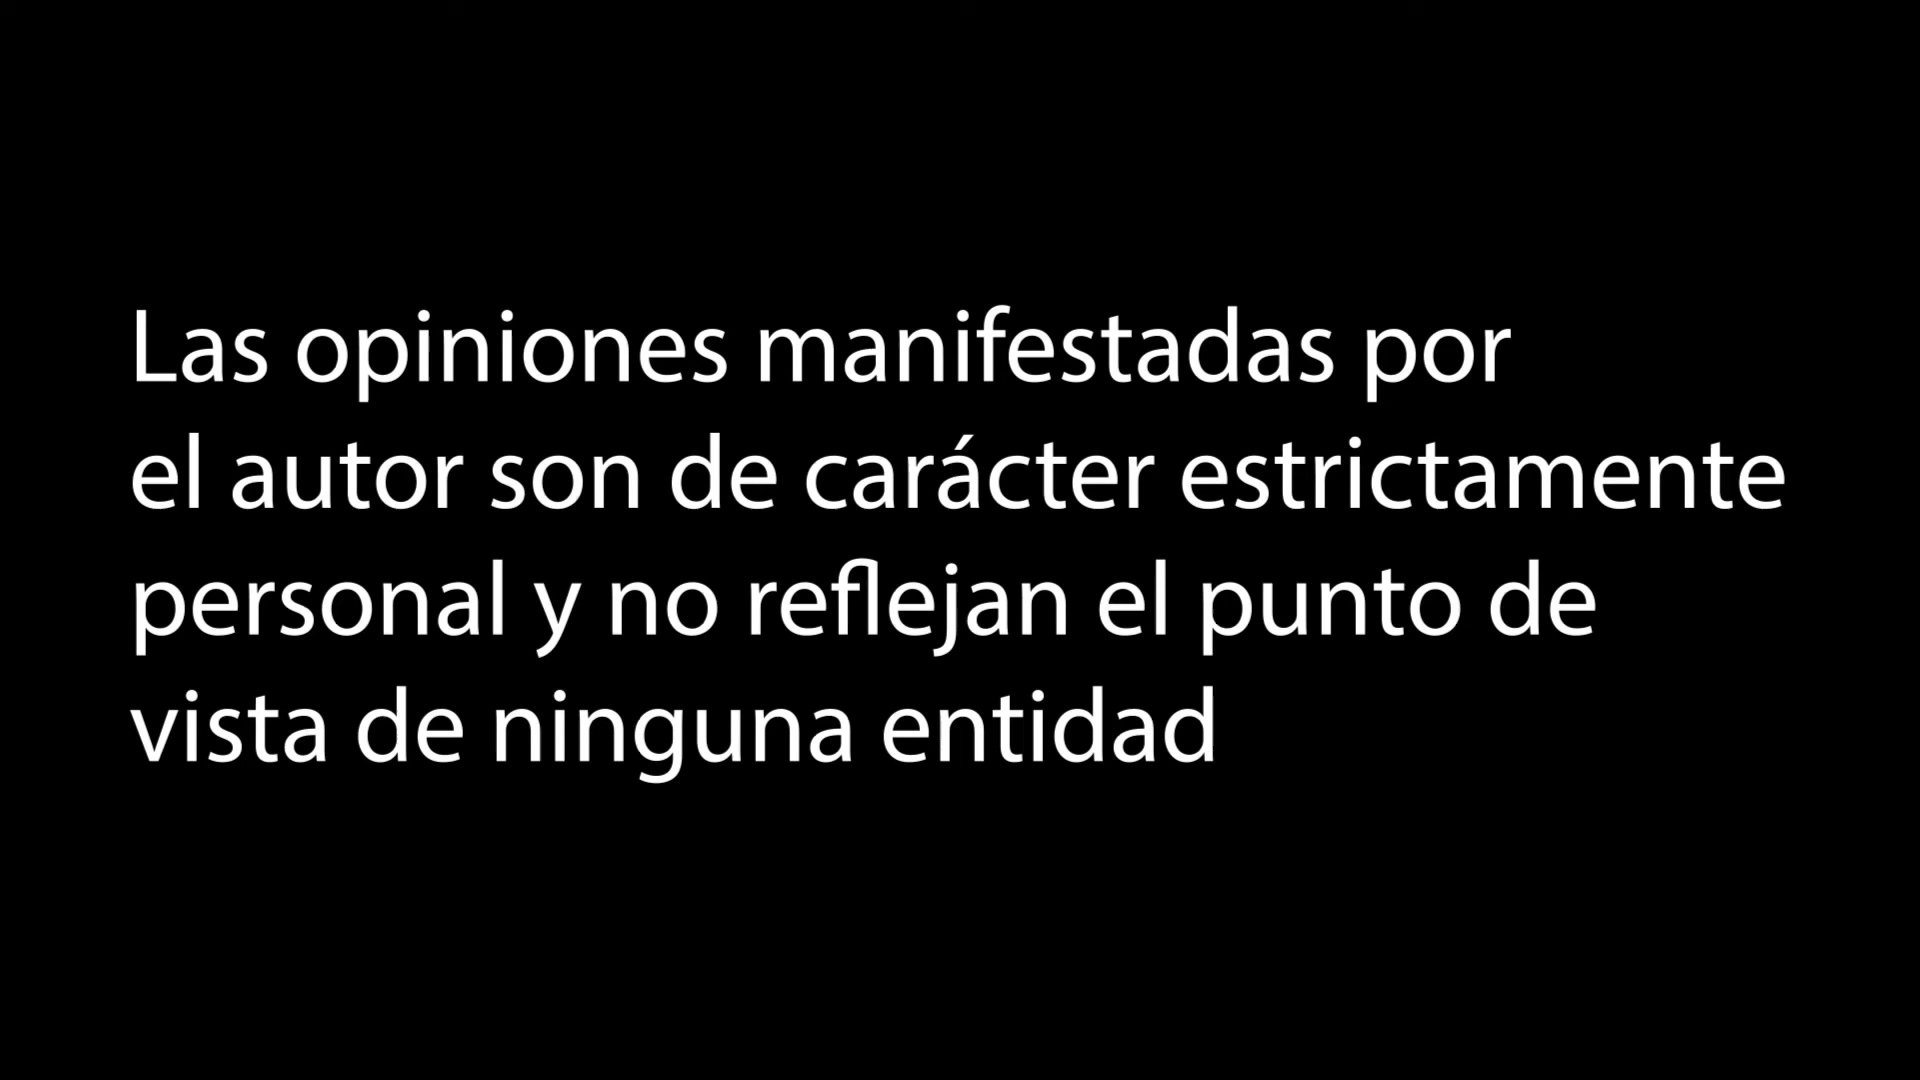 Las opiniones manifestadas por
el autor son de carácter estrictamente
personal y no reflejan el punto de
vista de ninguna entidad